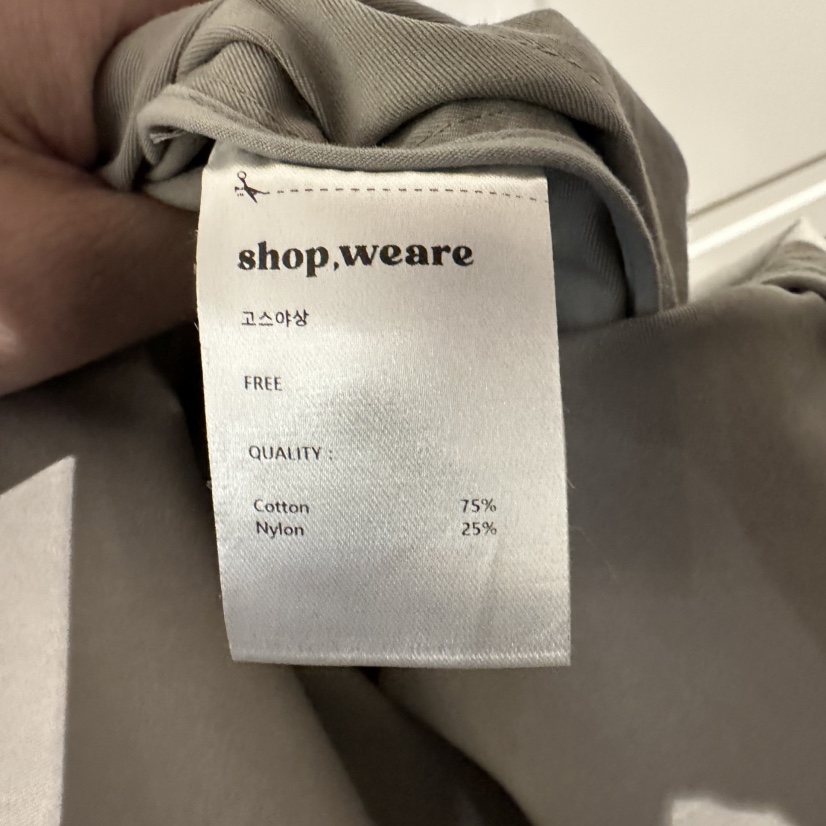 shop,weare
고스야상
FREE
QUALITY :
Cotton 75%
Nylon 25%